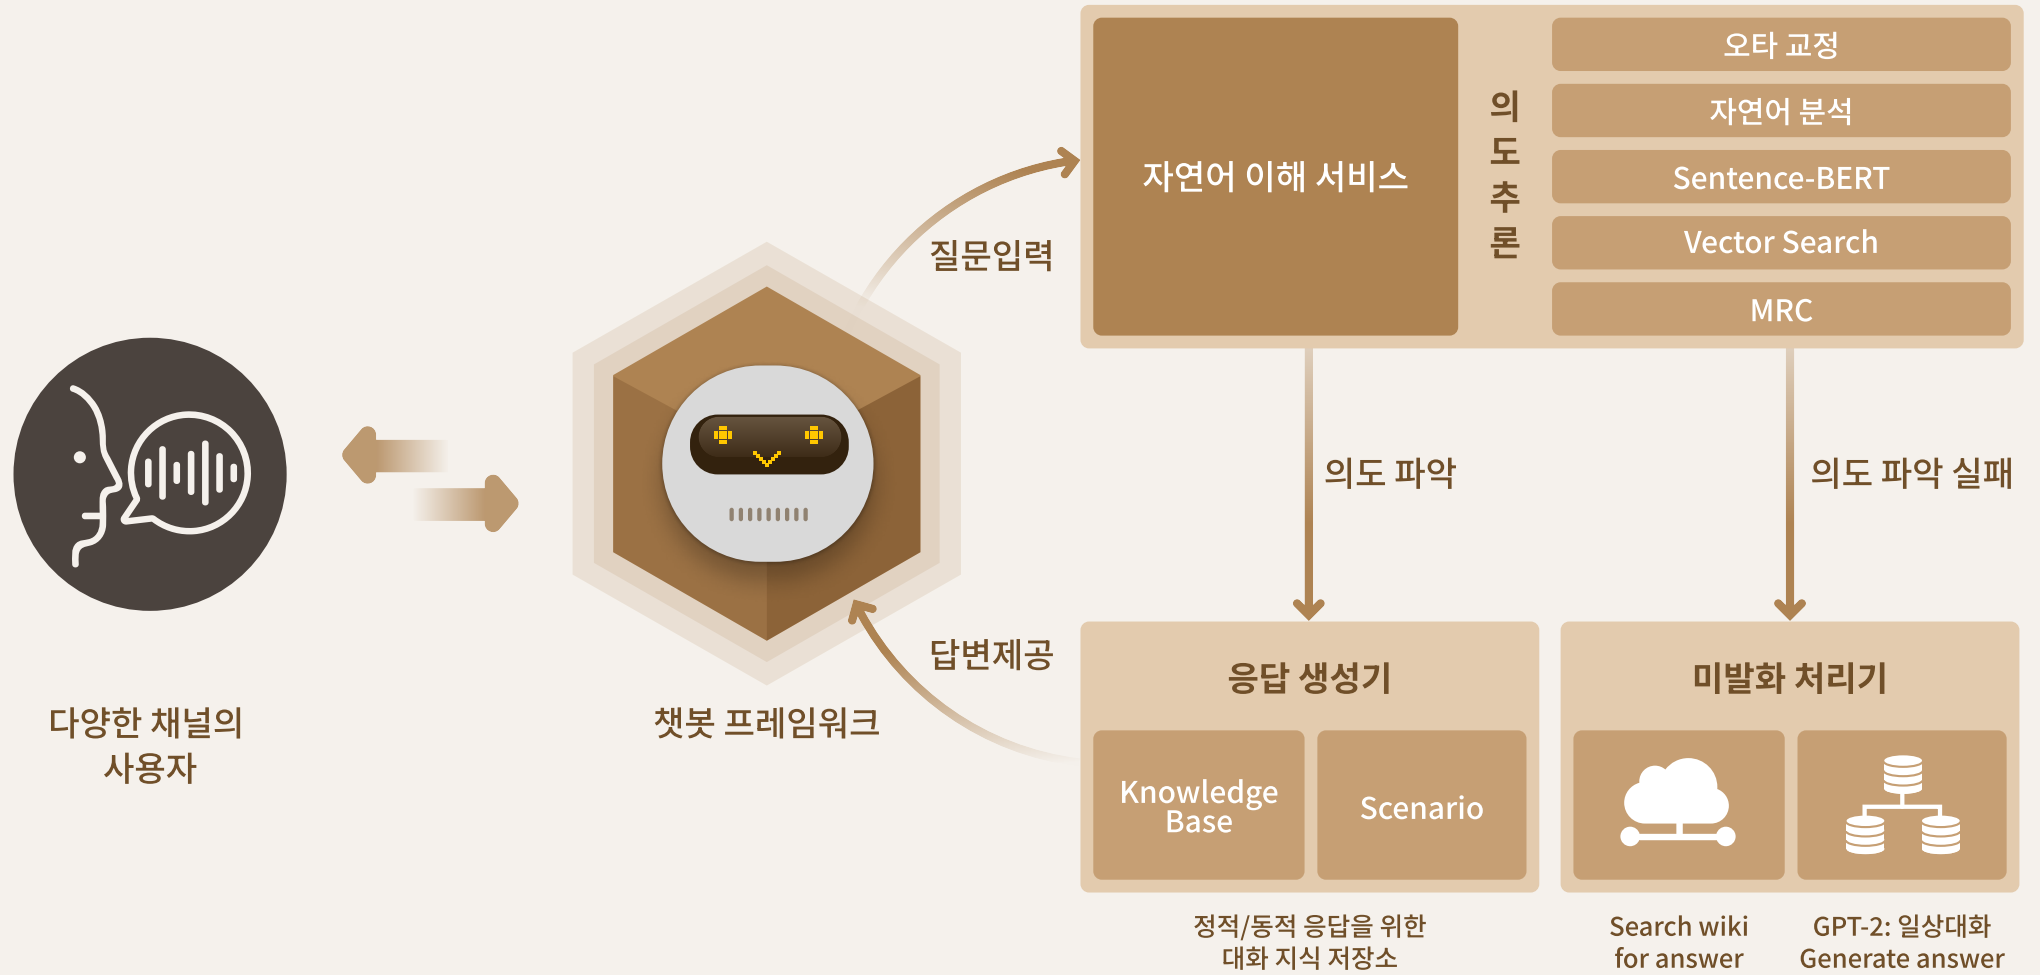 다양한 채널의
사용자
챗봇 프레임워크
질문입력
답변제공
자연어 이해 서비스
의도추론
오타 교정
자연어 분석
Sentence-BERT
Vector Search
MRC
의도 파악
의도 파악 실패
응답 생성기
Knowledge
Base
Scenario
정적/동적 응답을 위한
대화 지식 저장소
미발화 처리기
Search wiki
for answer
GPT-2: 일상대화
Generate answer